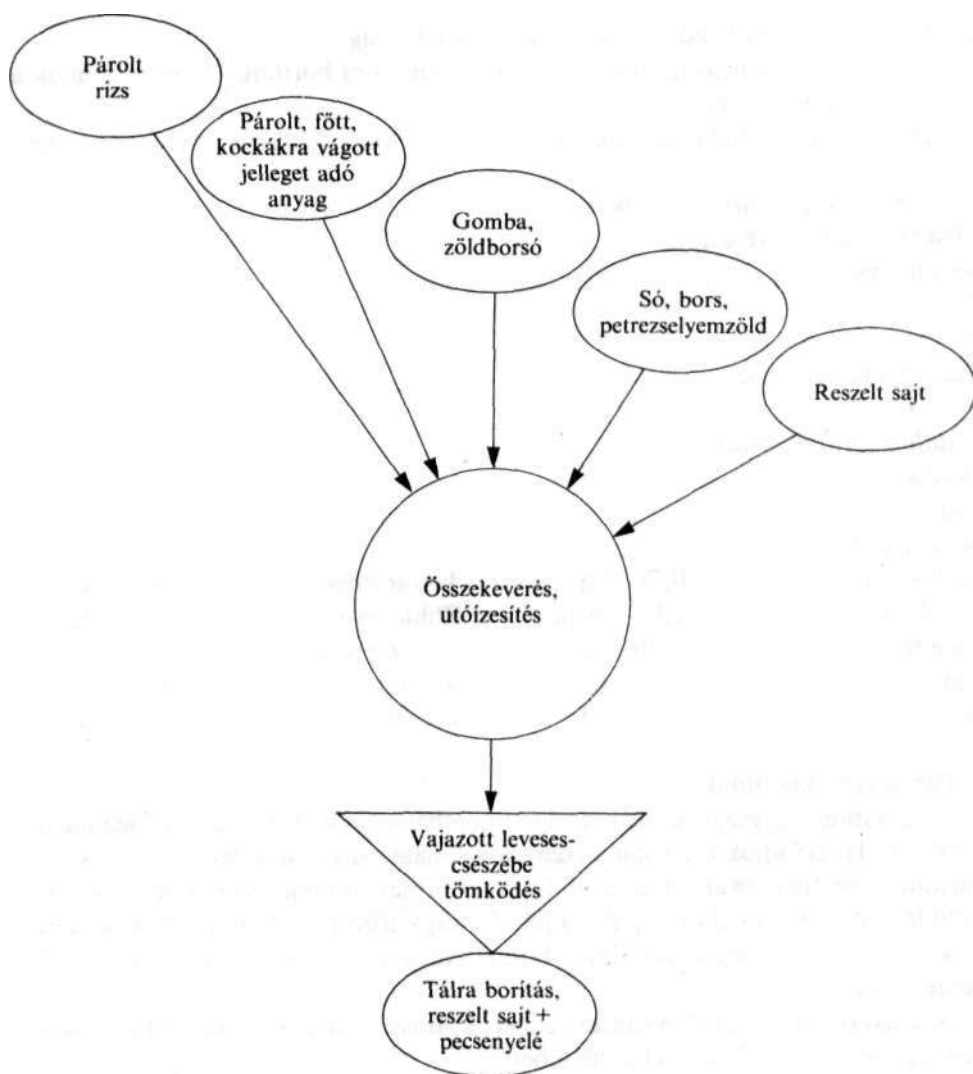 Párolt
rizs
Párolt, főtt,
kockákra vágott
jelleget adó
anyag
Gomba,
zöldborsó
Só, bors,
petrezselyemzöld
Reszelt sajt
Összekeverés,
utóízesítés
Vajazott leveses-
csészébe
tömködés
Tálra borítás,
reszelt sajt +
pecsenyelé